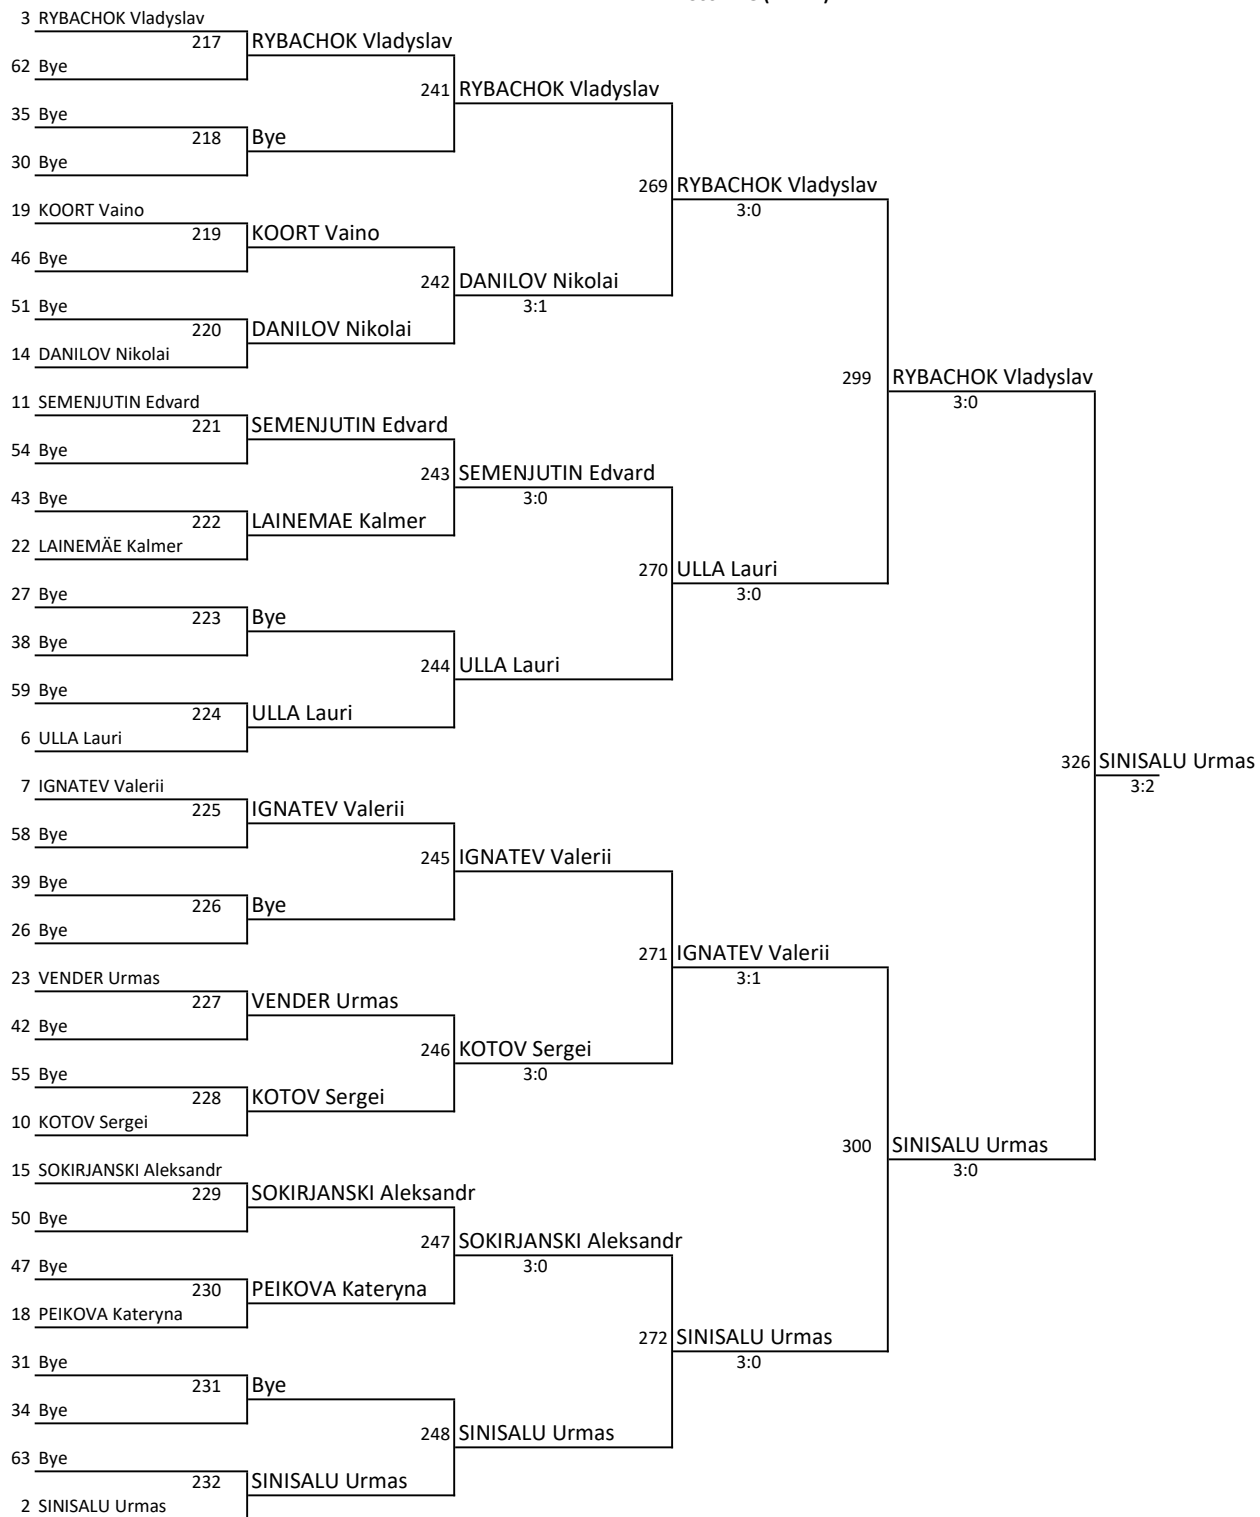 3 RYBACHOK Vladyslav
217 RYBACHOK Vladyslav
62 Bye
241 RYBACHOK Vladyslav
35 Bye
218 Bye
30 Bye
269 RYBACHOK Vladyslav
3:0
19 KOORT Vaino
219 KOORT Vaino
46 Bye
242 DANILOV Nikolai
3:1
51 Bye
220 DANILOV Nikolai
14 DANILOV Nikolai
299 RYBACHOK Vladyslav
3:0
11 SEMENJUTIN Edvard
221 SEMENJUTIN Edvard
54 Bye
243 SEMENJUTIN Edvard
3:0
43 Bye
222 LAINEMAE Kalmer
22 LAINEMÄE Kalmer
270 ULLA Lauri
3:0
27 Bye
223 Bye
38 Bye
244 ULLA Lauri
59 Bye
224 ULLA Lauri
6 ULLA Lauri
326 SINISALU Urmas
3:2
7 IGNATEV Valerii
225 IGNATEV Valerii
58 Bye
245 IGNATEV Valerii
39 Bye
226 Bye
26 Bye
271 IGNATEV Valerii
3:1
23 VENDER Urmas
227 VENDER Urmas
42 Bye
246 KOTOV Sergei
3:0
55 Bye
228 KOTOV Sergei
10 KOTOV Sergei
300 SINISALU Urmas
3:0
15 SOKIRJANSKI Aleksandr
229 SOKIRJANSKI Aleksandr
50 Bye
247 SOKIRJANSKI Aleksandr
3:0
47 Bye
230 PEIKOVA Kateryna
18 PEIKOVA Kateryna
272 SINISALU Urmas
3:0
31 Bye
231 Bye
34 Bye
248 SINISALU Urmas
63 Bye
232 SINISALU Urmas
2 SINISALU Urmas